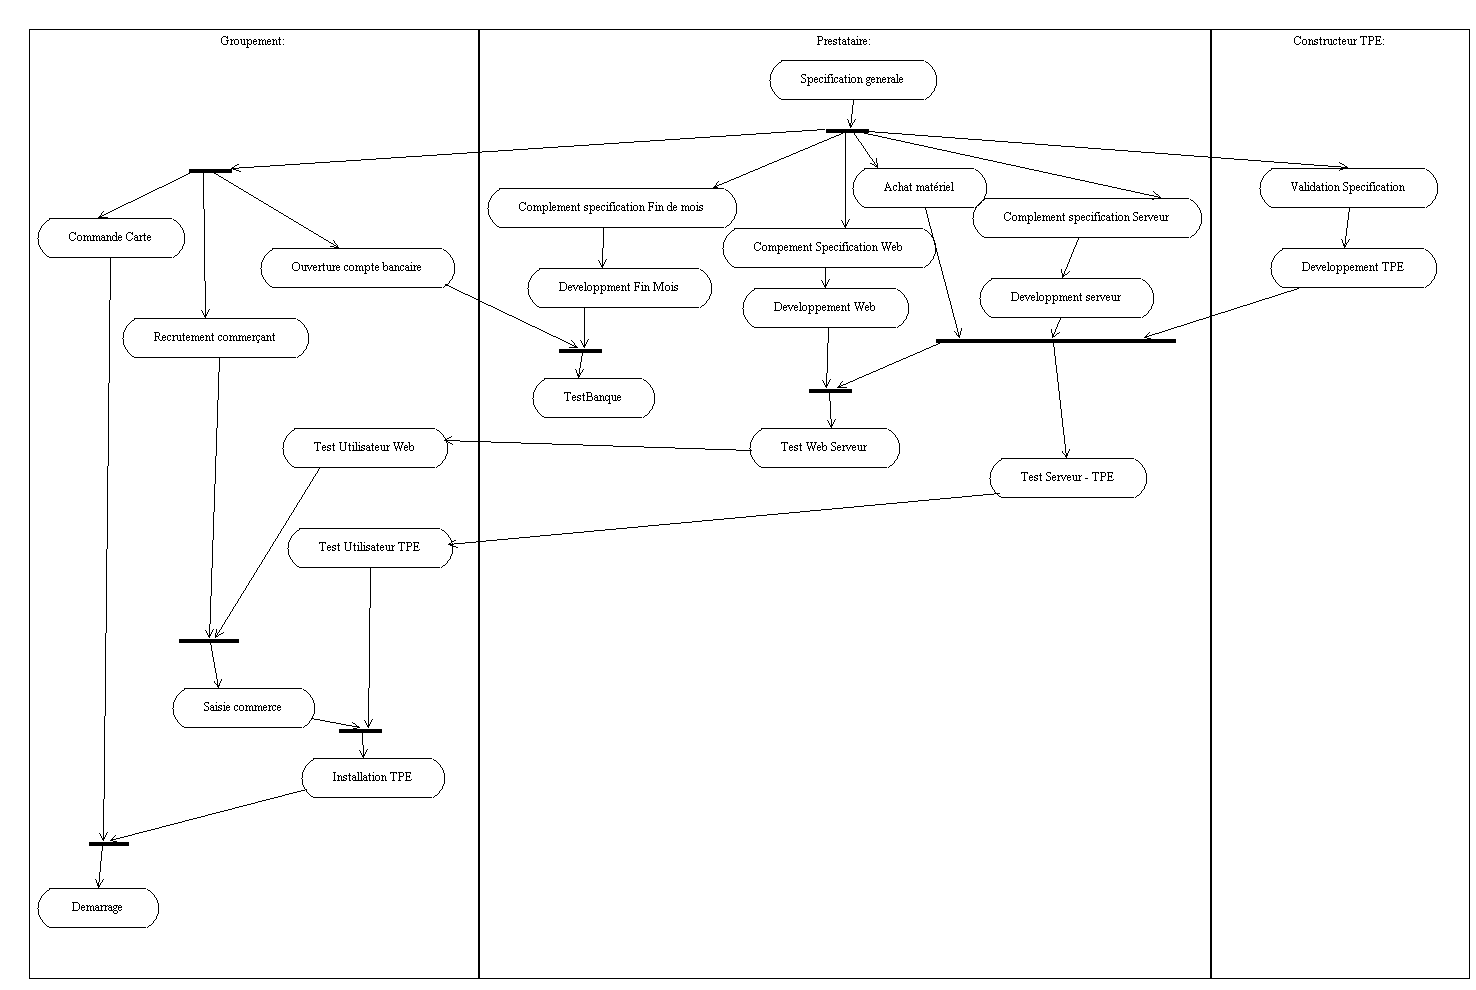 Groupement:
Prestataire:
Constructeur TPE:
Specification generale
Achat matériel
Validation Specification
Complement specification Fin de mois
Complement specification Serveur
Commande Carte
Compement Specification Web
Ouverture compte bancaire
Developpement TPE
Developpment Fin Mois
Developpment serveur
Developpement Web
Recrutement commerçant
TestBanque
Test Utilisateur Web
Test Web Serveur
Test Serveur - TPE
Test Utilisateur TPE
Saisie commerce
Installation TPE
Demarrage